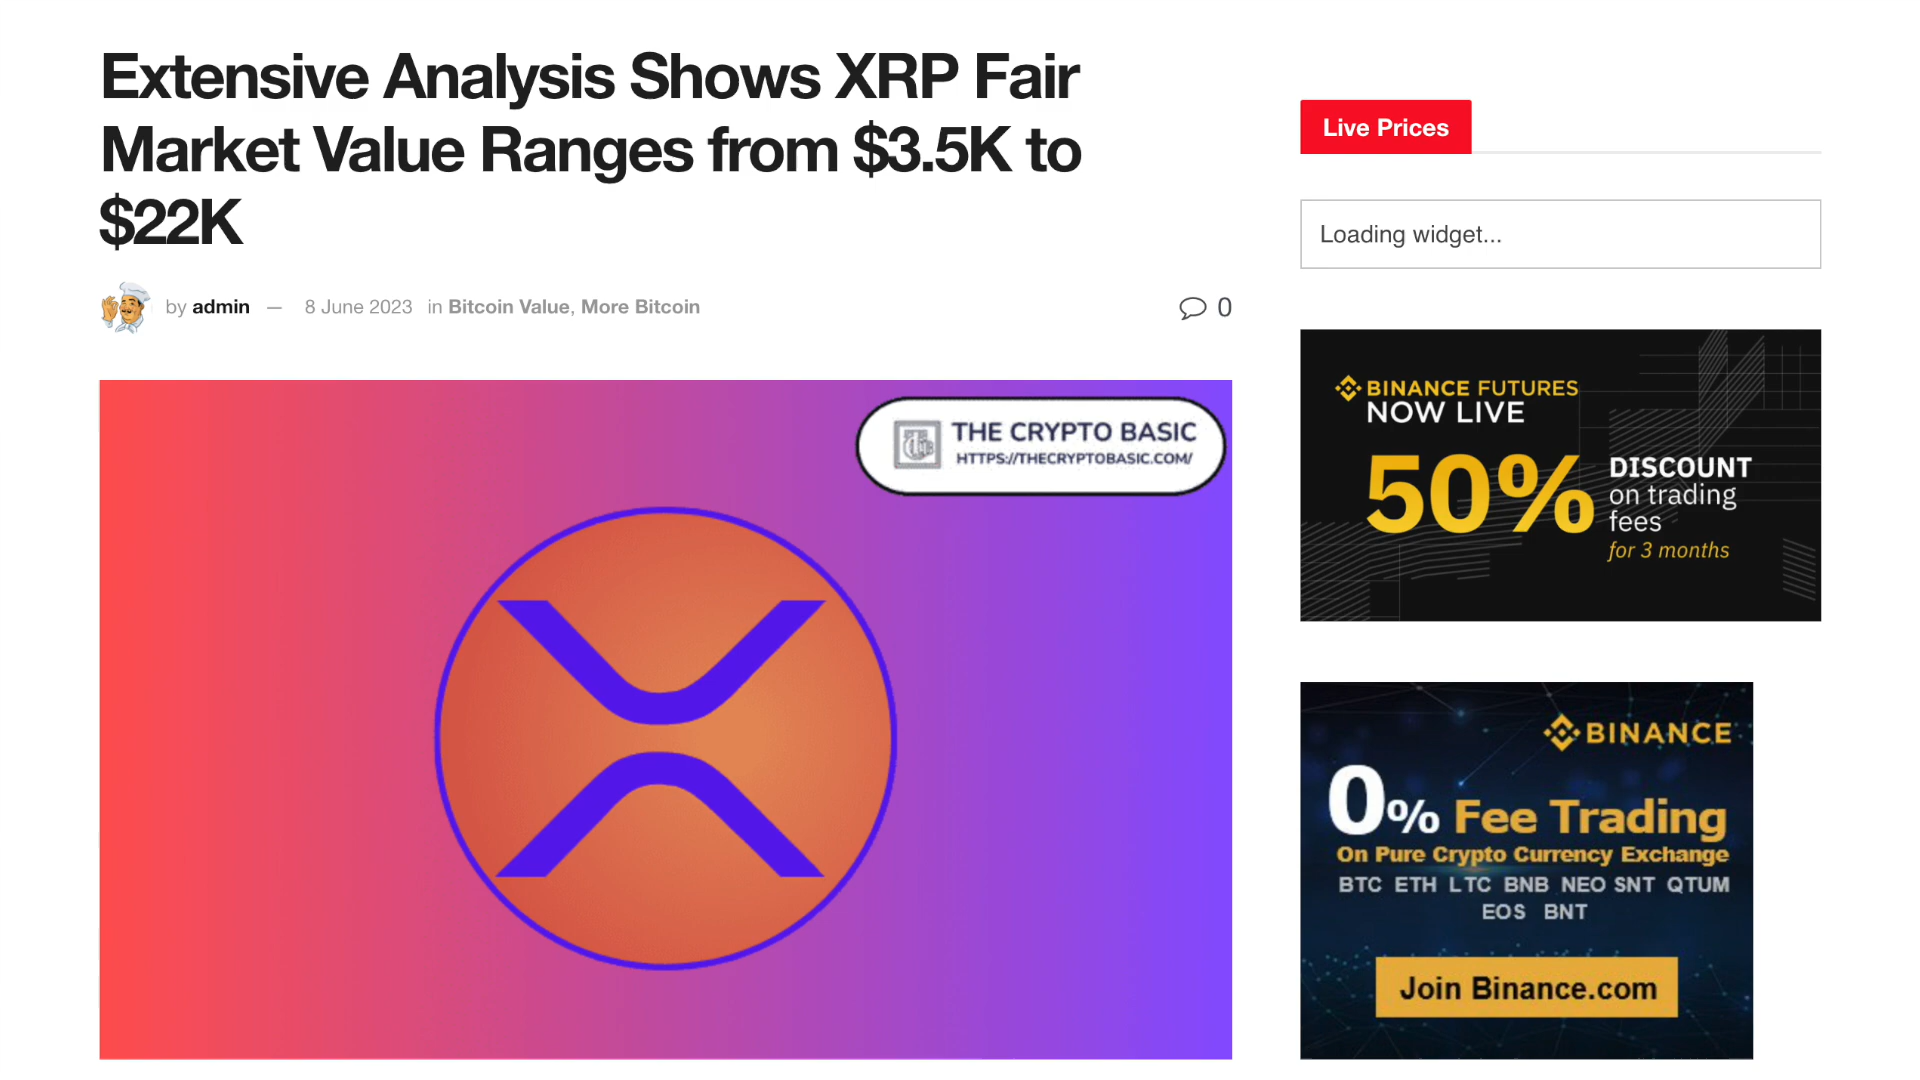 Extensive Analysis Shows XRP Fair
Market Value Ranges from $3.5K to
$22K
by admin — 8 June 2023 in Bitcoin Value, More Bitcoin
0
THE CRYPTO BASIC
HTTPS://THECRYPTOBASIC.COM/
Live Prices
Loading widget...
BINANCE FUTURES
NOW LIVE
50%
DISCOUNT
on trading
fees
for 3 months
BINANCE
0% Fee Trading
On Pure Crypto Currency Exchange
BTC ETH LTC BNB NEO SNT QTUM
EOS BNT
Join Binance.com